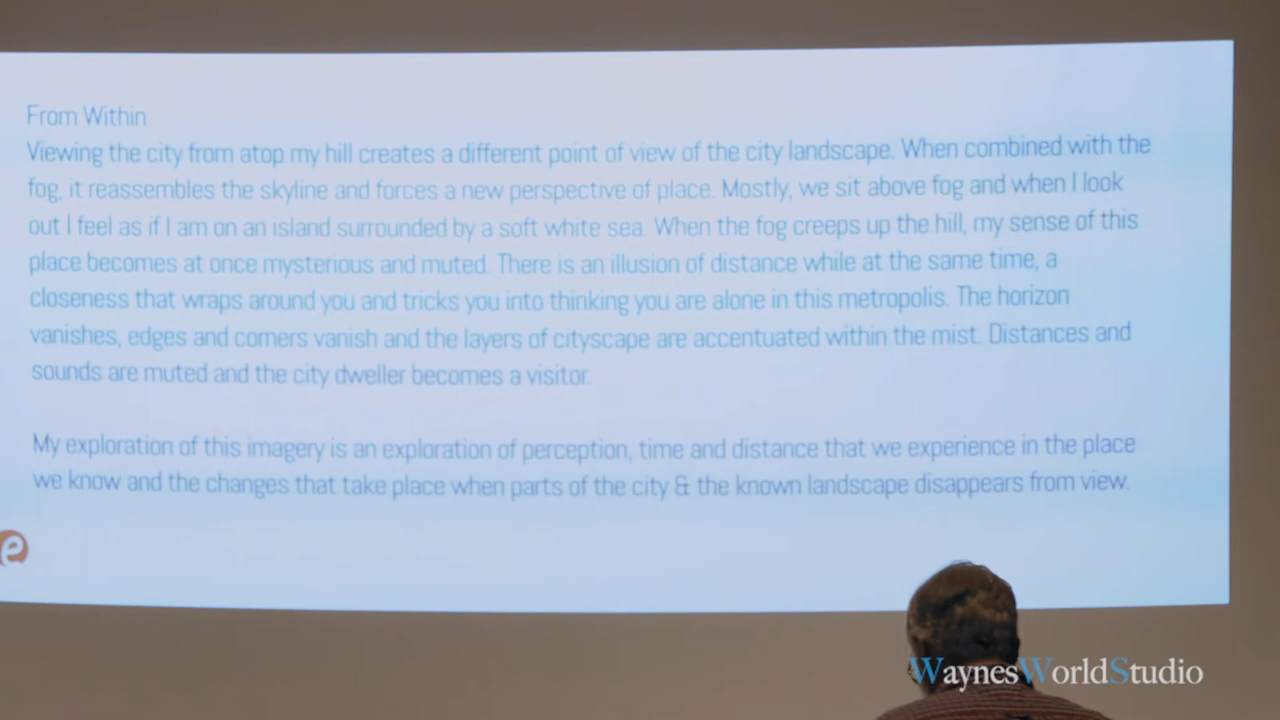 From Within
Viewing the city from atop my hill creates a different point of view of the city landscape. When combined with the
fog, it reassembles the skyline and forces a new perspective of place. Mostly, we sit above fog and when I look
out I feel as if I am on an island surrounded by a soft white sea. When the fog creeps up the hill, my sense of this
place becomes at once mysterious and muted. There is an illusion of distance while at the same time, a
closeness that wraps around you and tricks you into thinking you are alone in this metropolis. The horizon
vanishes, edges and corners vanish and the layers of cityscape are accentuated within the mist. Distances and
sounds are muted and the city dweller becomes a visitor.
My exploration of this imagery is an exploration of perception, time and distance that we experience in the place
we know and the changes that take place when parts of the city & the known landscape disappears from view.
e
WaynesWorldStudio